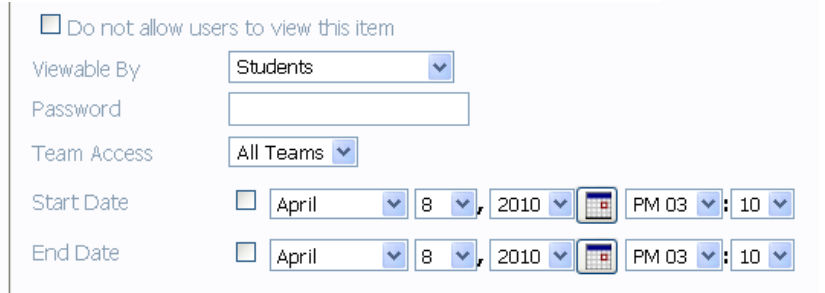 Do not allow users to view this item
Viewable By Students
Password
Team Access All Teams
Start Date April 8 , 2010 PM 03 : 10
End Date April 8 , 2010 PM 03 : 10